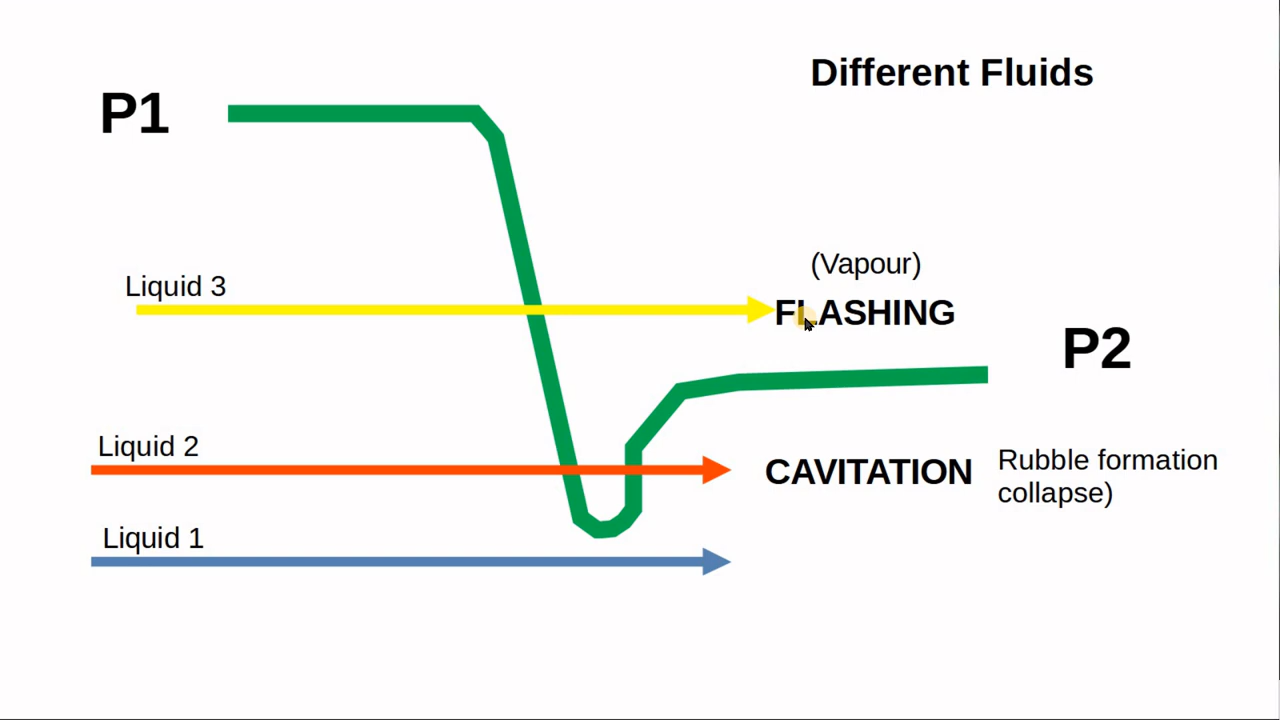 Different Fluids
P1
(Vapour)
Liquid 3
FLASHING
P2
Liquid 2
CAVITATION
Rubble formation
collapse)
Liquid 1